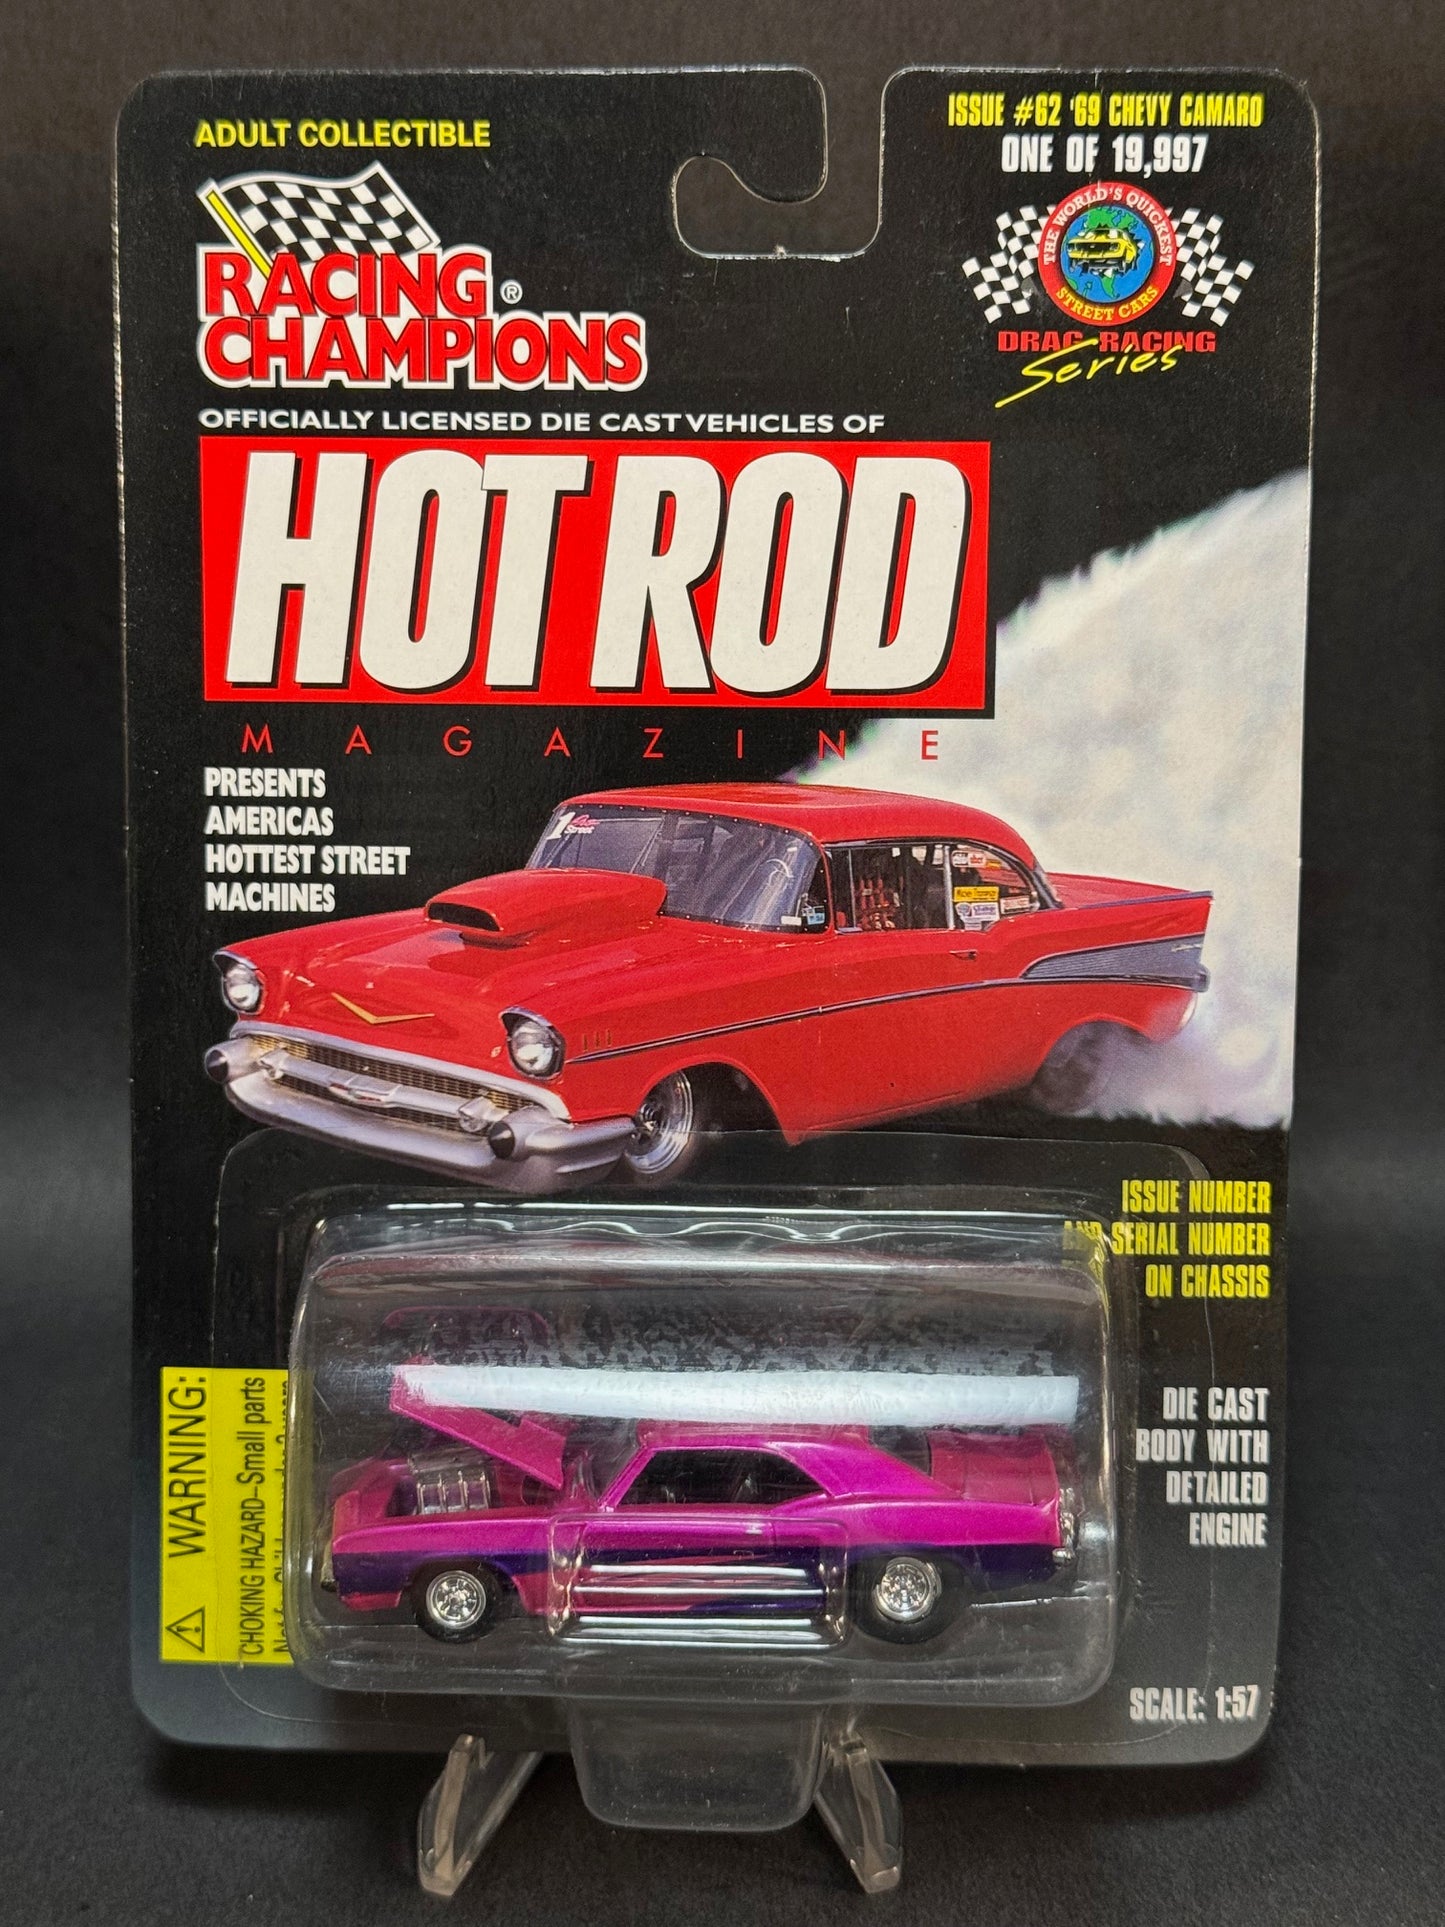 ADULT COLLECTIBLE
ISSUE #62 '69 CHEVY CAMARO
ONE OF 19,997
THE WORLD'S QUICKEST
STREET CARS
DRAG RACING
Series
RACING ®
CHAMPIONS
OFFICIALLY LICENSED DIE CAST VEHICLES OF
HOT ROD
MAGAZINE
PRESENTS
AMERICAS
HOTTEST STREET
MACHINES
1
Street
ISSUE NUMBER
AND SERIAL NUMBER
ON CHASSIS
DIE CAST
BODY WITH
DETAILED
ENGINE
SCALE: 1:57
WARNING:
CHOKING HAZARD–Small parts